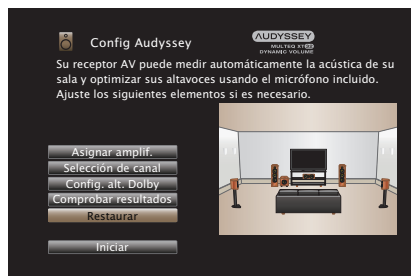 Config Audyssey
AUDYSSEY
MULTEQ XT32
DYNAMIC VOLUME
Su receptor AV puede medir automáticamente la acústica de su
sala y optimizar sus altavoces usando el micrófono incluido.
Ajuste los siguientes elementos si es necesario.
Asignar amplif.
Selección de canal
Config. alt. Dolby
Comprobar resultados
Restaurar
Iniciar